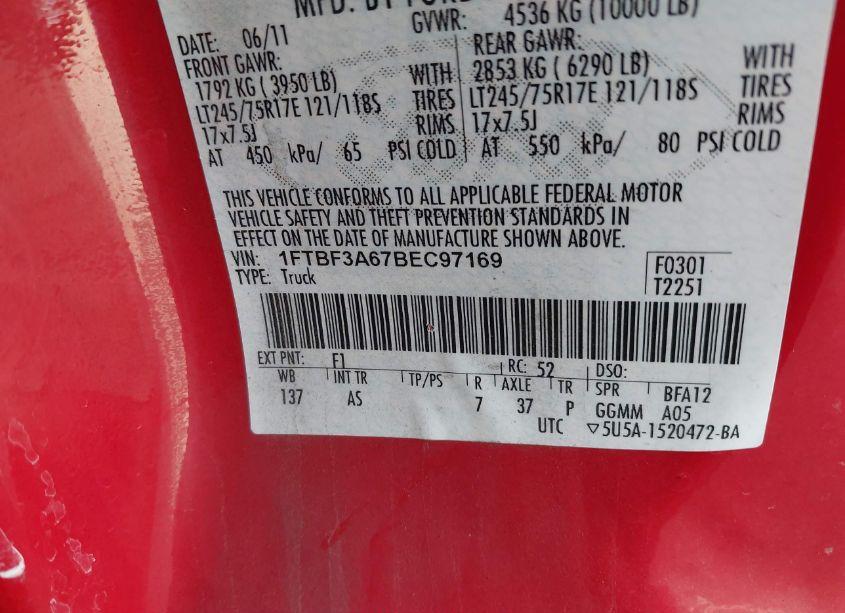 MFD. BY FORD
GVWR: 4536 KG (10000 LB)
DATE: 06/11
FRONT GAWR: REAR GAWR:
1792 KG ( 3950 LB) WITH 2853 KG ( 6290 LB) WITH
LT245/75R17E 121/118S TIRES LT245/75R17E 121/118S TIRES
17x7.5J RIMS 17x7.5J RIMS
AT 450 kPa/ 65 PSI COLD AT 550 kPa/ 80 PSI COLD
THIS VEHICLE CONFORMS TO ALL APPLICABLE FEDERAL MOTOR
VEHICLE SAFETY AND THEFT PREVENTION STANDARDS IN
EFFECT ON THE DATE OF MANUFACTURE SHOWN ABOVE.
VIN: 1FTBF3A67BEC97169 F0301
TYPE: Truck T2251
EXT PNT: F1 RC: 52 DSO:
WB INT TR TP/PS R AXLE TR SPR BFA12
137 AS 7 37 P GGMM A05
UTC ▽5U5A-1520472-BA